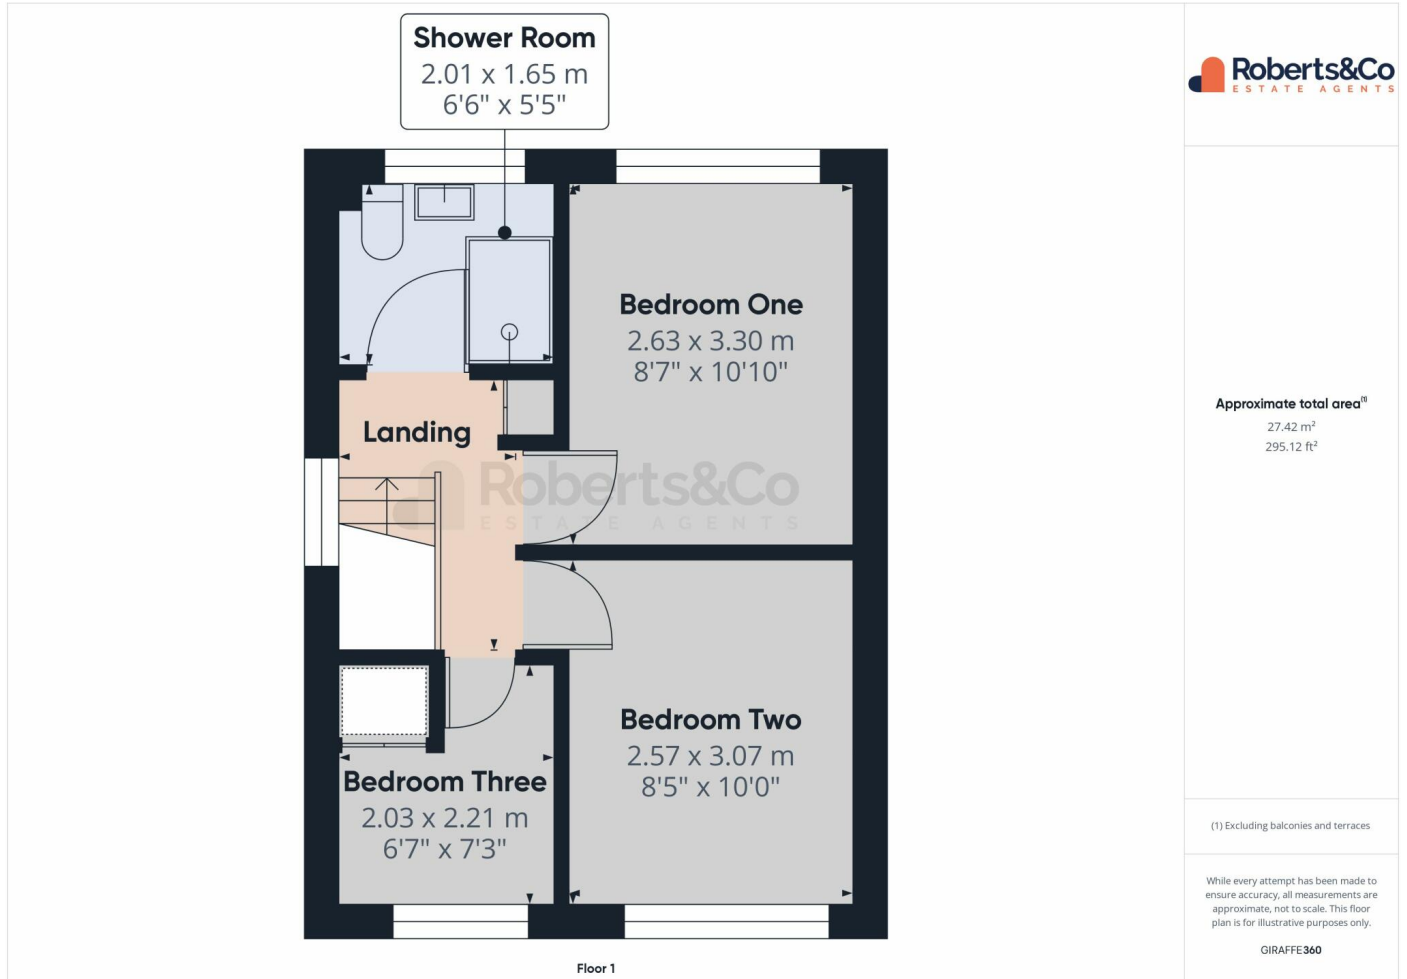 Shower Room
2.01 x 1.65 m
6'6" x 5'5"
Bedroom One
2.63 x 3.30 m
8'7" x 10'10"
Landing
Roberts&Co
ESTATE AGENTS
Bedroom Two
2.57 x 3.07 m
8'5" x 10'0"
Bedroom Three
2.03 x 2.21 m
6'7" x 7'3"
Floor 1
Roberts&Co
ESTATE AGENTS
Approximate total area(1)
27.42 m²
295.12 ft²
(1) Excluding balconies and terraces
While every attempt has been made to
ensure accuracy, all measurements are
approximate, not to scale. This floor
plan is for illustrative purposes only.
GIRAFFE360